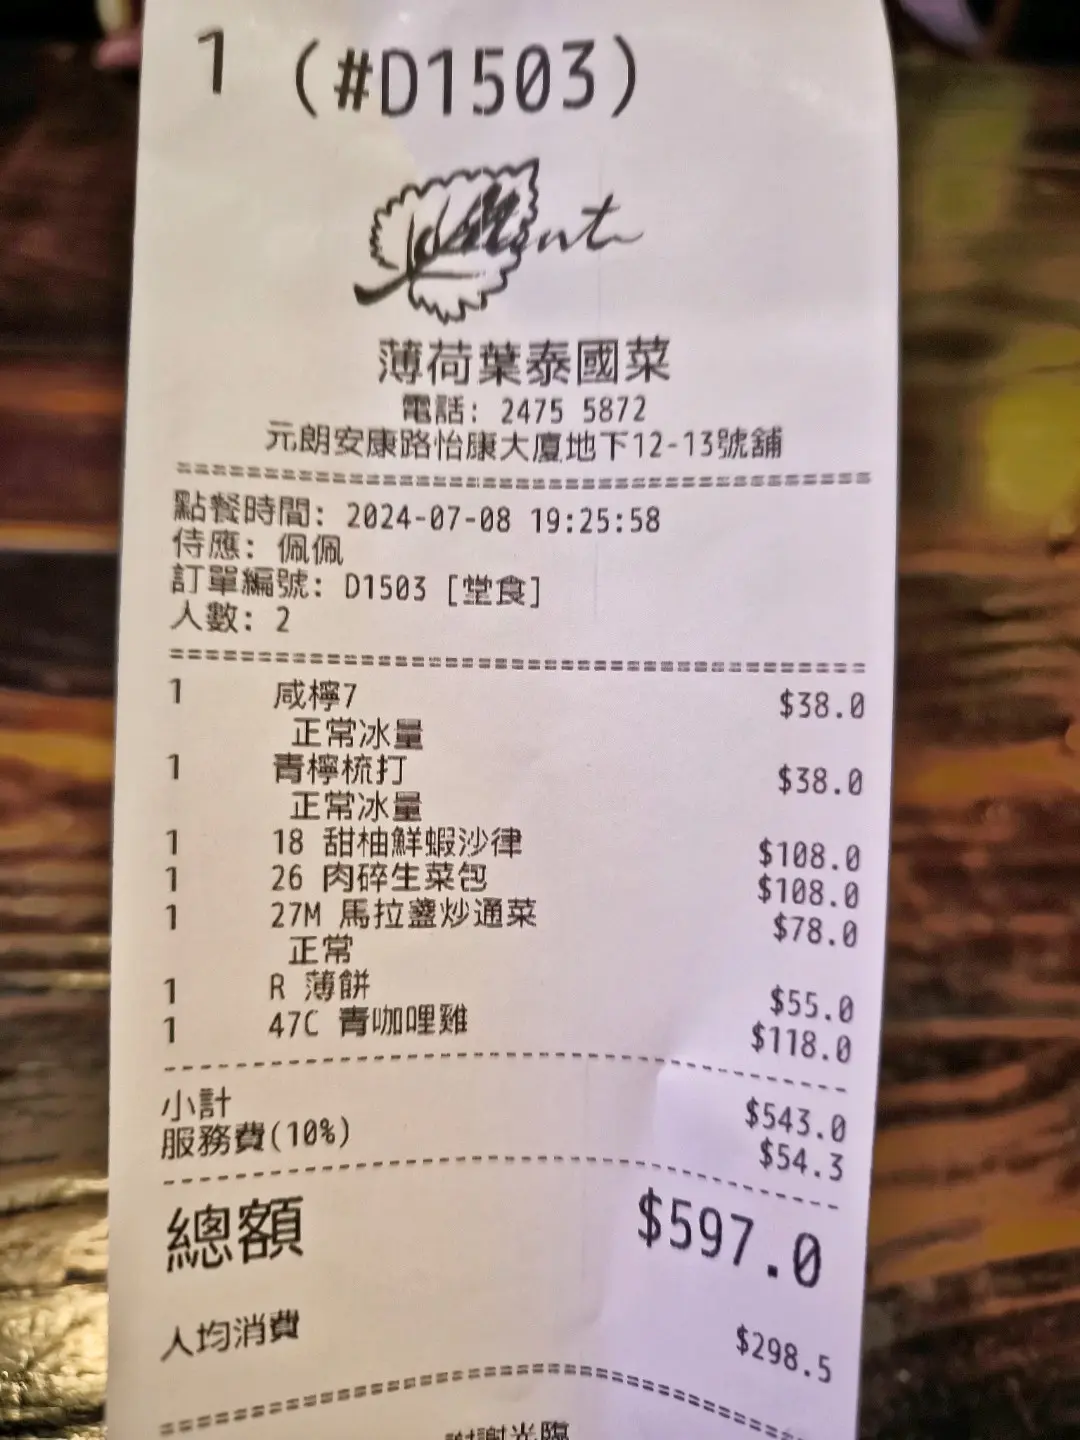 1 (#D1503)
Mint
薄荷葉泰國菜
電話: 2475 5872
元朗安康路怡康大廈地下12-13號舖
點餐時間: 2024-07-08 19:25:58
侍應: 佩佩
訂單編號: D1503 [堂食]
人數: 2
1 咸檸7 $38.0
正常冰量
1 青檸梳打 $38.0
正常冰量
1 18 甜柚鮮蝦沙律 $108.0
1 26 肉碎生菜包 $108.0
1 27M 馬拉盞炒通菜 $78.0
正常
1 R 薄餅 $55.0
1 47C 青咖哩雞 $118.0
小計 $543.0
服務費(10%) $54.3
總額 $597.0
人均消費 $298.5
謝謝光臨